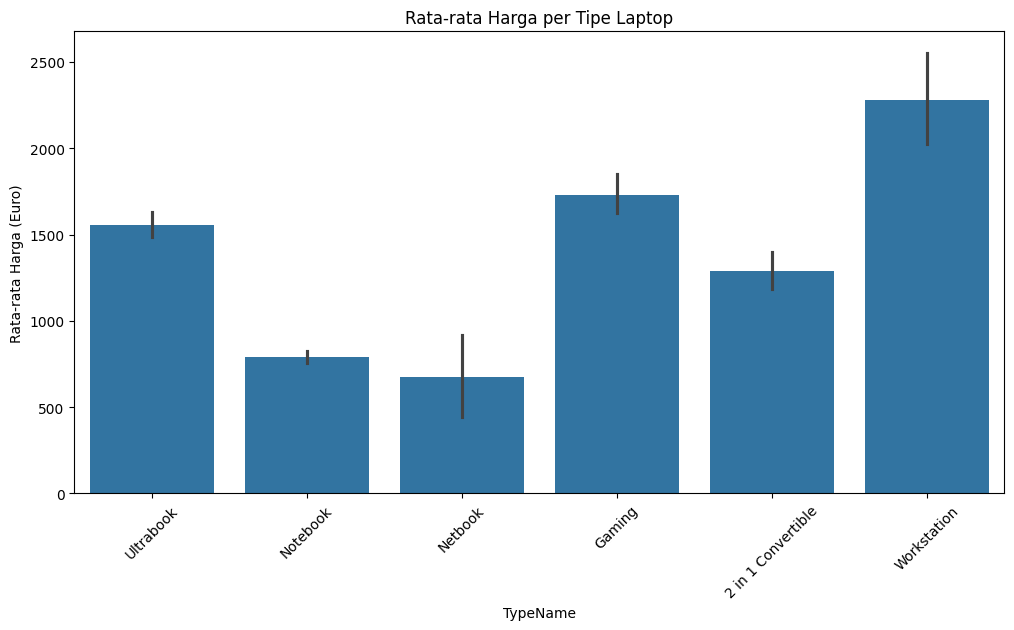 Rata-rata Harga per Tipe Laptop
Rata-rata Harga (Euro)
2500
2000
1500
1000
500
0
Ultrabook
Notebook
Netbook
Gaming
2 in 1 Convertible
Workstation
TypeName